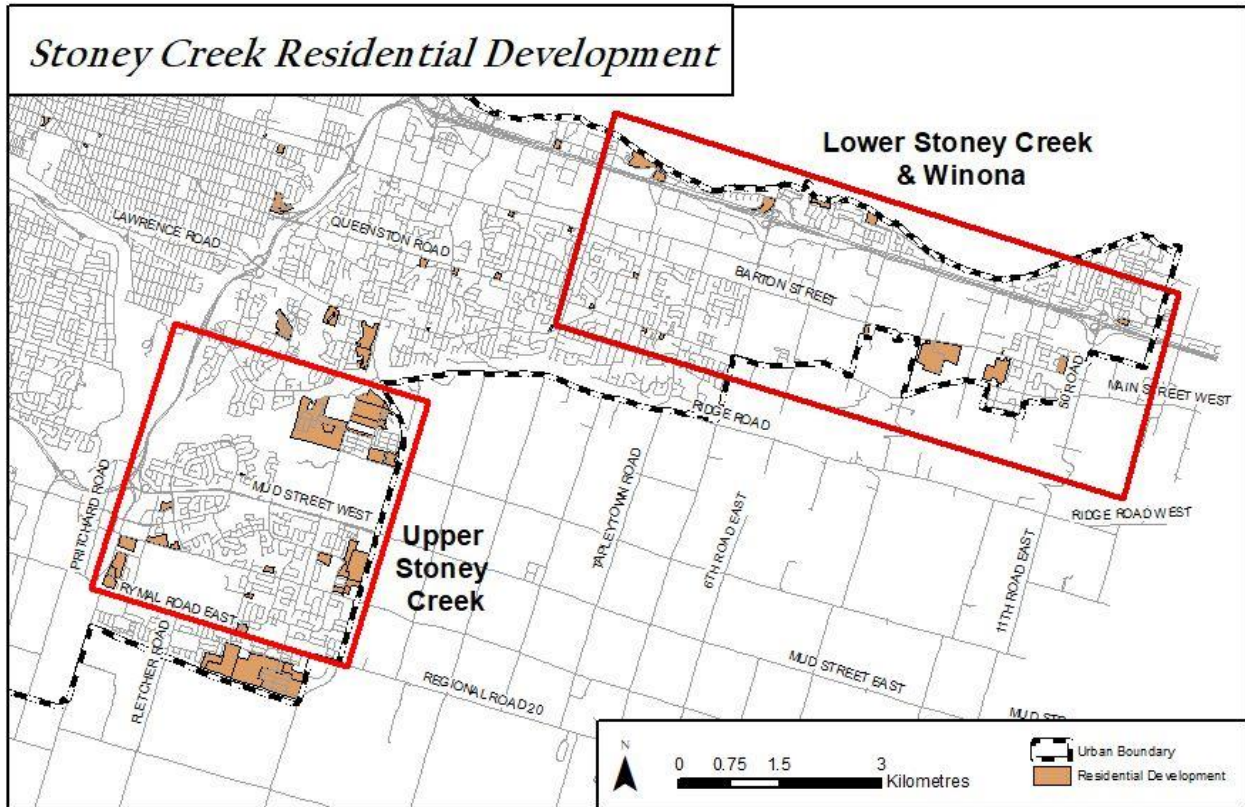 Stoney Creek Residential Development
Lower Stoney Creek
& Winona
LAWRENCE ROAD
QUEENSTON ROAD
BARTON STREET
MAIN STREET WEST
50 ROAD
RIDGE ROAD
RIDGE ROAD WEST
MUD STREET WEST
PRITCHARD ROAD
Upper
Stoney
Creek
TAPLEYTOWN ROAD
6TH ROAD EAST
11TH ROAD EAST
RYMAL ROAD EAST
FLETCHER ROAD
REGIONAL ROAD 20
MUD STREET EAST
MUD STR
N
0 0.75 1.5 3
Kilometres
Urban Boundary
Residential Development